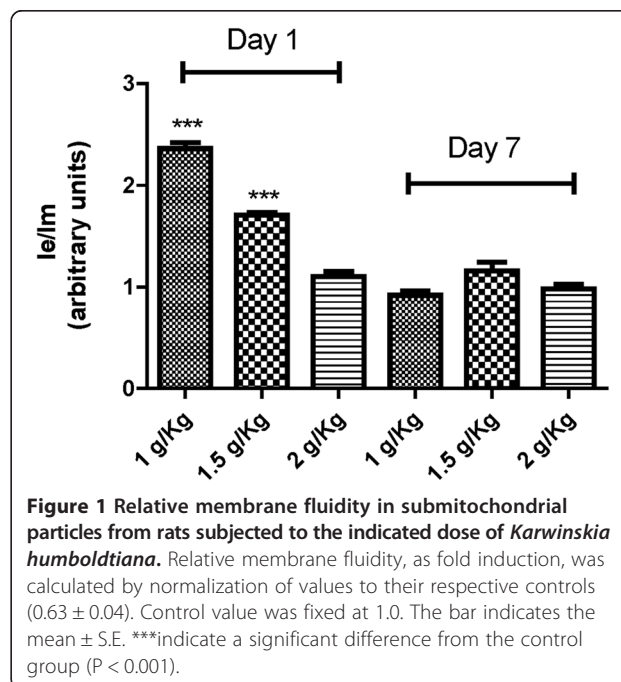 Day 1
3
***
***
Day 7
2
1
0
Ie/Im
(arbitrary units)
1 g/Kg
1.5 g/Kg
2 g/Kg
1 g/Kg
1.5 g/Kg
2 g/Kg
Figure 1 Relative membrane fluidity in submitochondrial
particles from rats subjected to the indicated dose of Karwinskia
humboldtiana. Relative membrane fluidity, as fold induction, was
calculated by normalization of values to their respective controls
(0.63 ± 0.04). Control value was fixed at 1.0. The bar indicates the
mean ± S.E. ***indicate a significant difference from the control
group (P < 0.001).